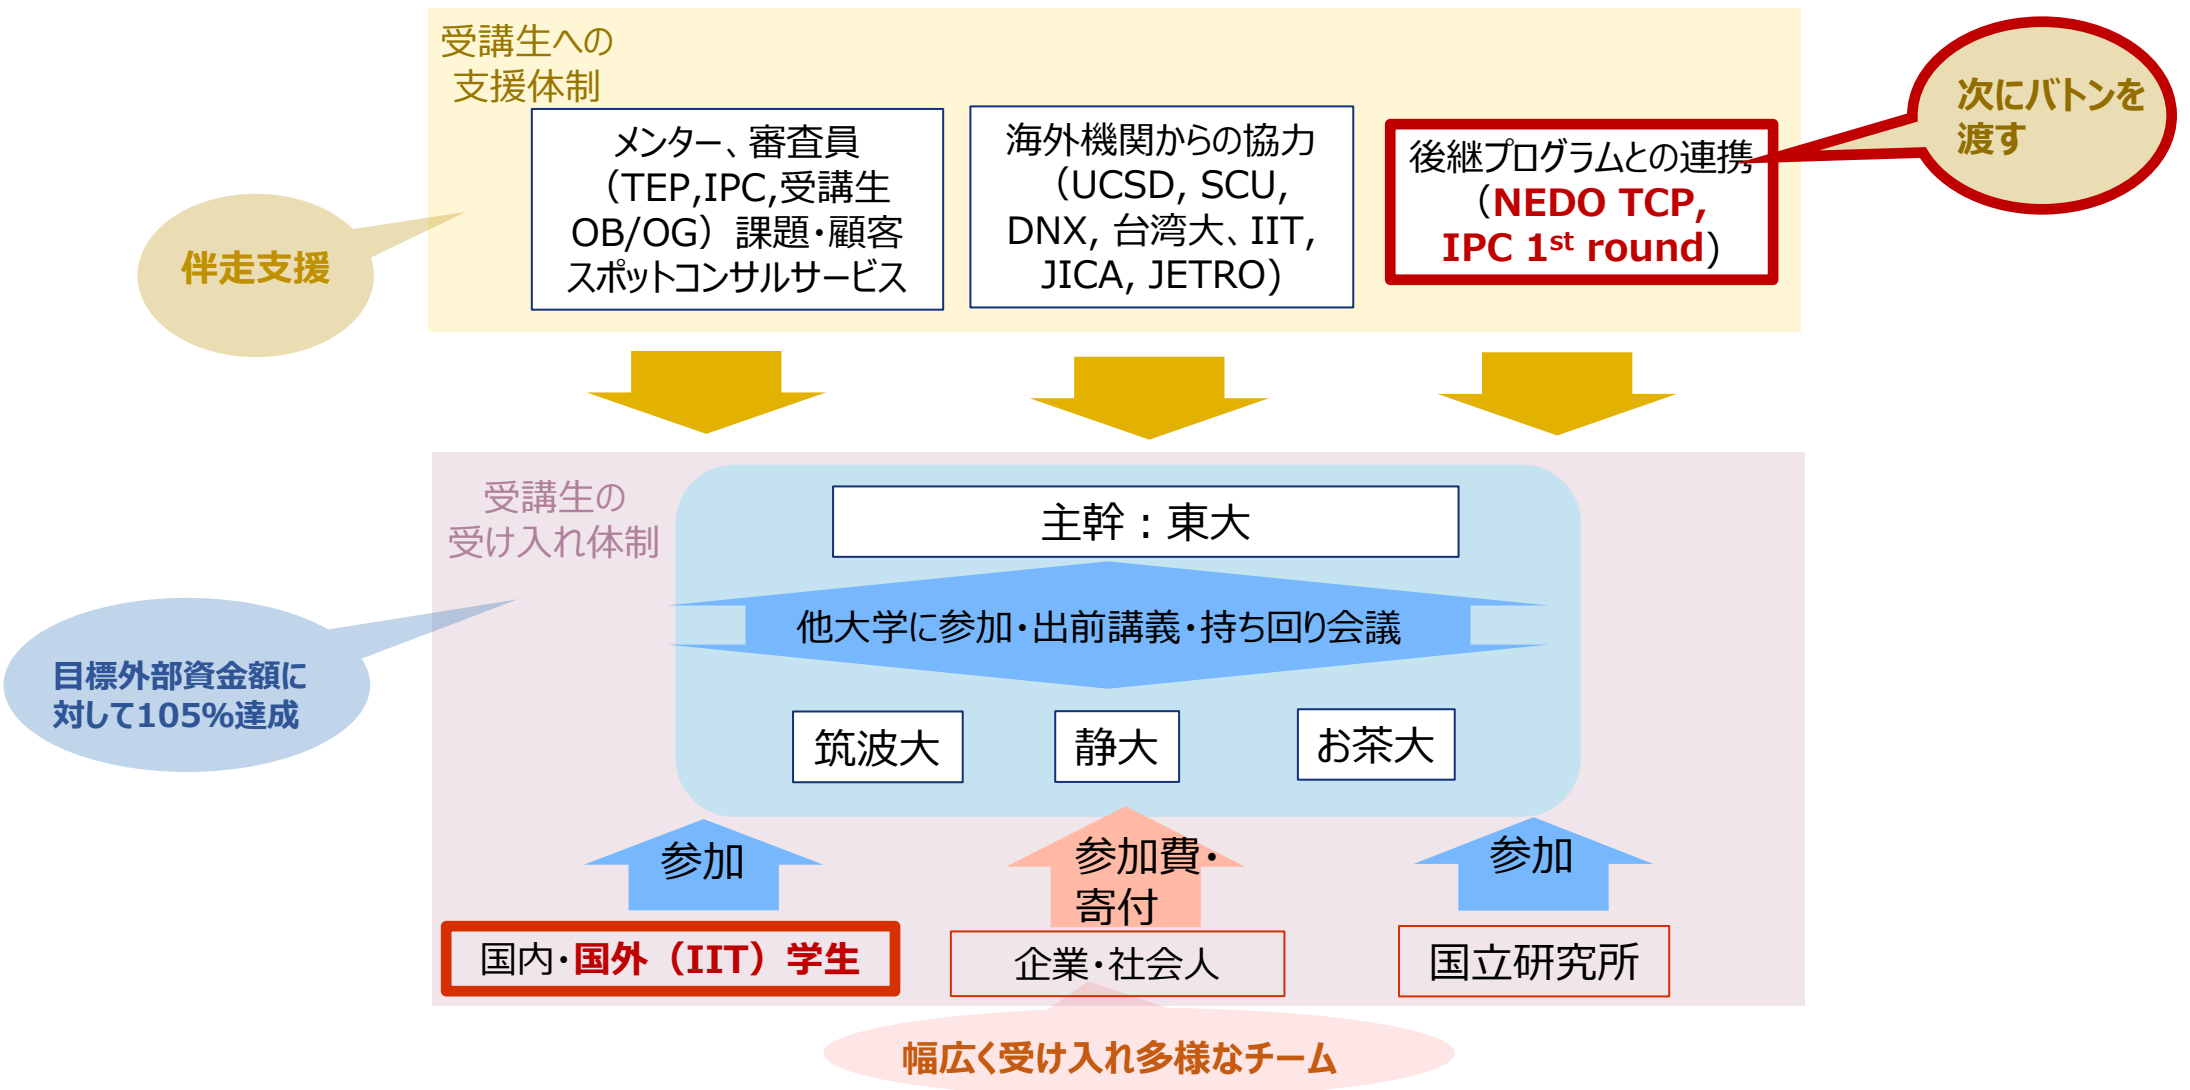 受講生への
支援体制
メンター、審査員
（TEP,IPC,受講生
OB/OG）課題・顧客
スポットコンサルサービス
海外機関からの協力
（UCSD, SCU,
DNX, 台湾大、IIT,
JICA, JETRO)
後継プログラムとの連携
（NEDO TCP,
IPC 1st round)
次にバトンを
渡す
伴走支援
受講生の
受け入れ体制
主幹：東大
他大学に参加・出前講義・持ち回り会議
目標外部資金額に
対して105%達成
筑波大
静大
お茶大
参加
参加費・
寄付
参加
国内・国外（IIT）学生
企業・社会人
国立研究所
幅広く受け入れ多様なチーム